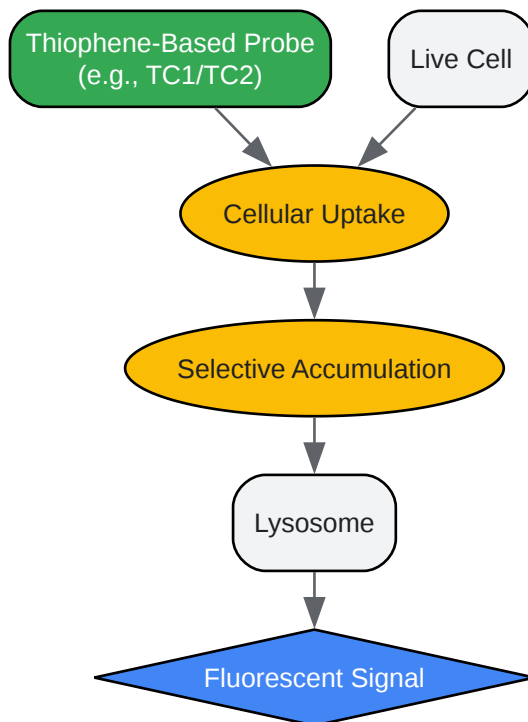 Thiophene-Based Probe
(e.g., TC1/TC2)
Live Cell
Cellular Uptake
Selective Accumulation
Lysosome
Fluorescent Signal